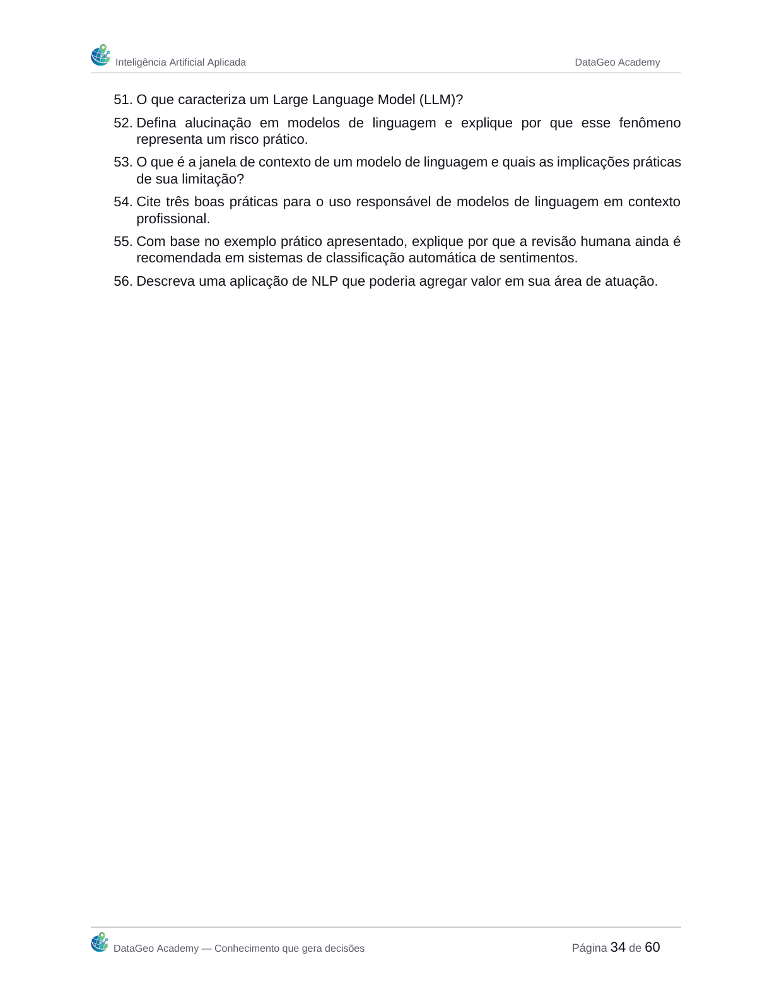 Inteligência Artificial Aplicada DataGeo Academy
51. O que caracteriza um Large Language Model (LLM)?
52. Defina alucinação em modelos de linguagem e explique por que esse fenômeno
representa um risco prático.
53. O que é a janela de contexto de um modelo de linguagem e quais as implicações práticas
de sua limitação?
54. Cite três boas práticas para o uso responsável de modelos de linguagem em contexto
profissional.
55. Com base no exemplo prático apresentado, explique por que a revisão humana ainda é
recomendada em sistemas de classificação automática de sentimentos.
56. Descreva uma aplicação de NLP que poderia agregar valor em sua área de atuação.
DataGeo Academy — Conhecimento que gera decisões Página 34 de 60